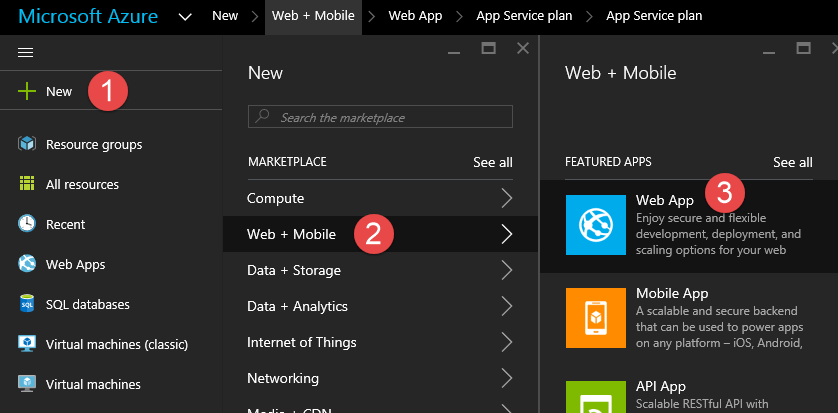 Microsoft Azure
New
Web + Mobile
Web App
App Service plan
App Service plan
New
1
Resource groups
All resources
Recent
Web Apps
SQL databases
Virtual machines (classic)
Virtual machines
New
Search the marketplace
MARKETPLACE
See all
Compute
Web + Mobile
2
Data + Storage
Data + Analytics
Internet of Things
Networking
Media + CDN
Web + Mobile
FEATURED APPS
See all
Web App
3
Enjoy secure and flexible
development, deployment, and
scaling options for your web
Mobile App
A scalable and secure backend
that can be used to power apps
on any platform – iOS, Android,
API App
Scalable RESTful API with